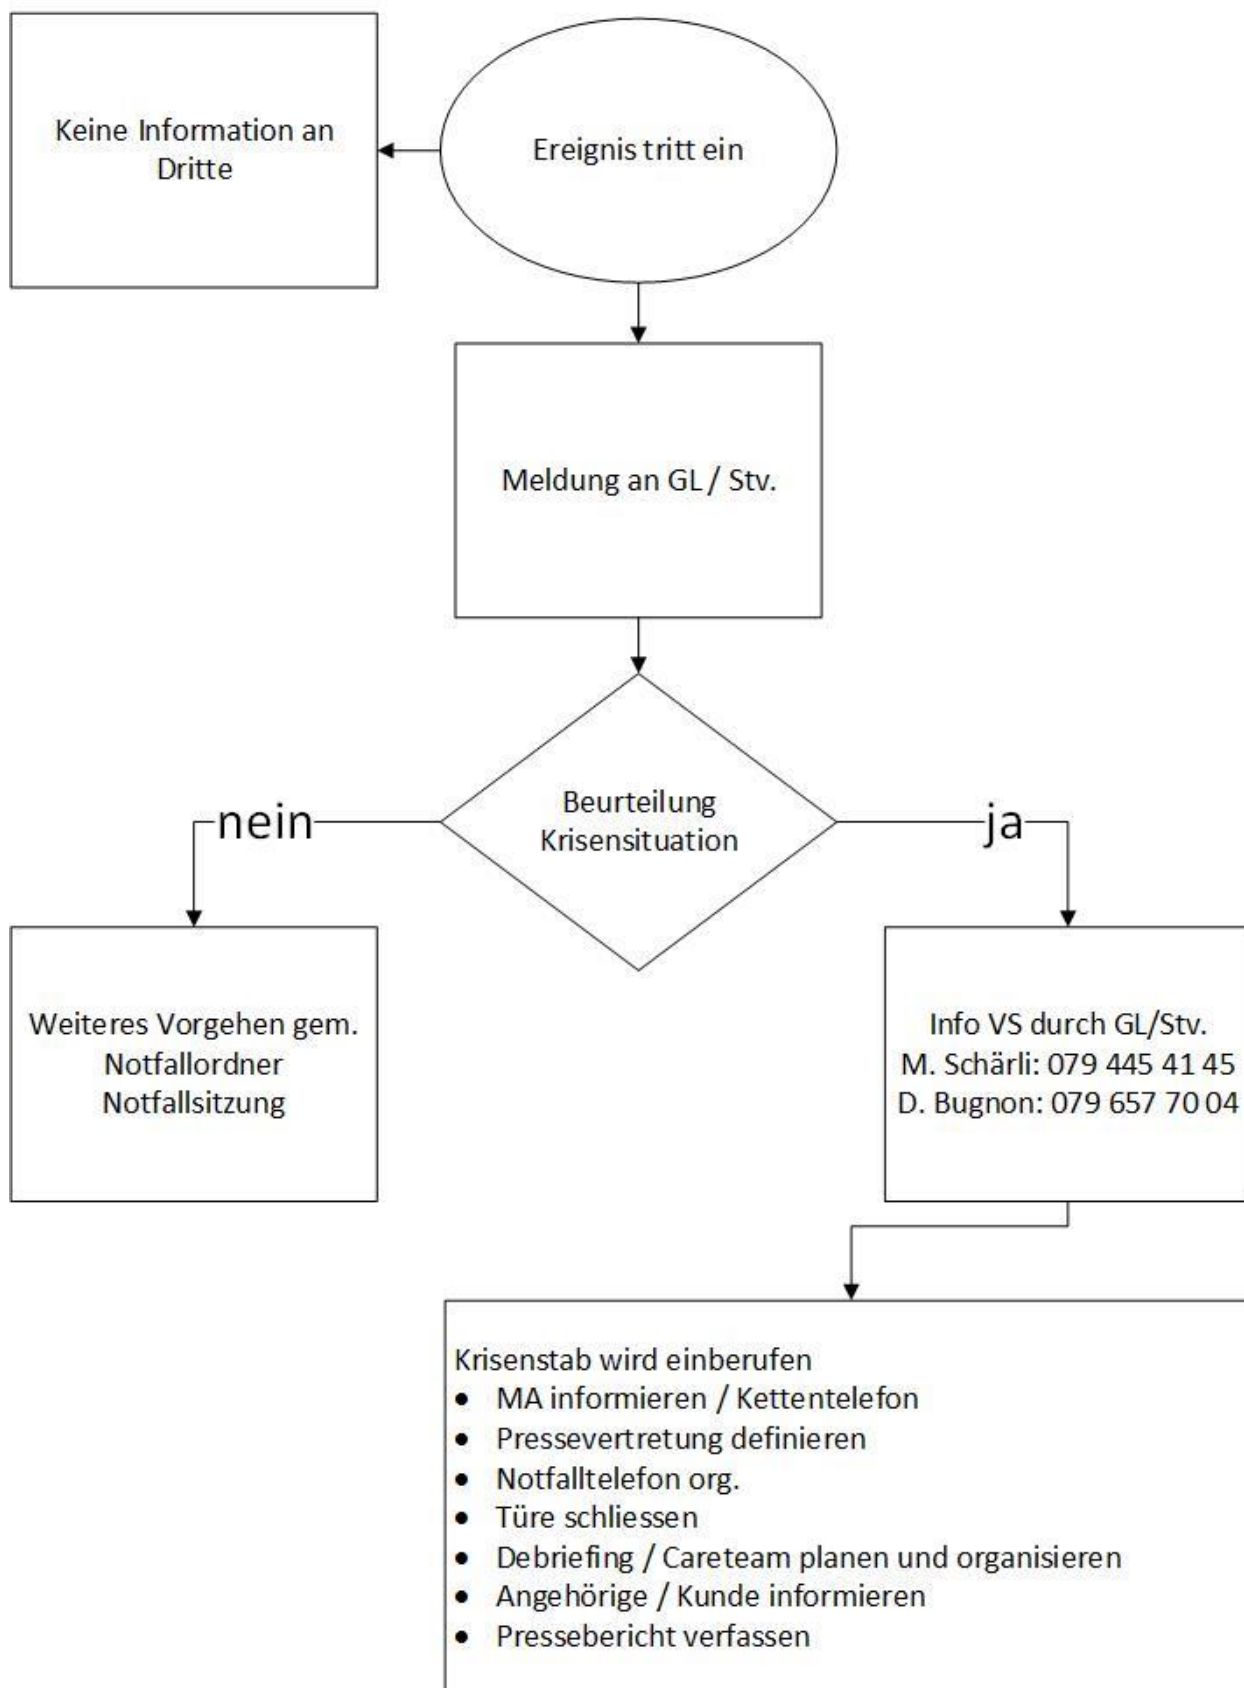 Keine Information an
Dritte
Ereignis tritt ein
Meldung an GL / Stv.
Beurteilung
Krisensituation
nein
ja
Weiteres Vorgehen gem.
Notfallordner
Notfallsitzung
Info VS durch GL/Stv.
M. Schärli: 079 445 41 45
D. Bugnon: 079 657 70 04
Krisenstab wird einberufen
• MA informieren / Kettentelefon
• Pressevertretung definieren
• Notfalltelefon org.
• Türe schliessen
• Debriefing / Careteam planen und organisieren
• Angehörige / Kunde informieren
• Pressebericht verfassen